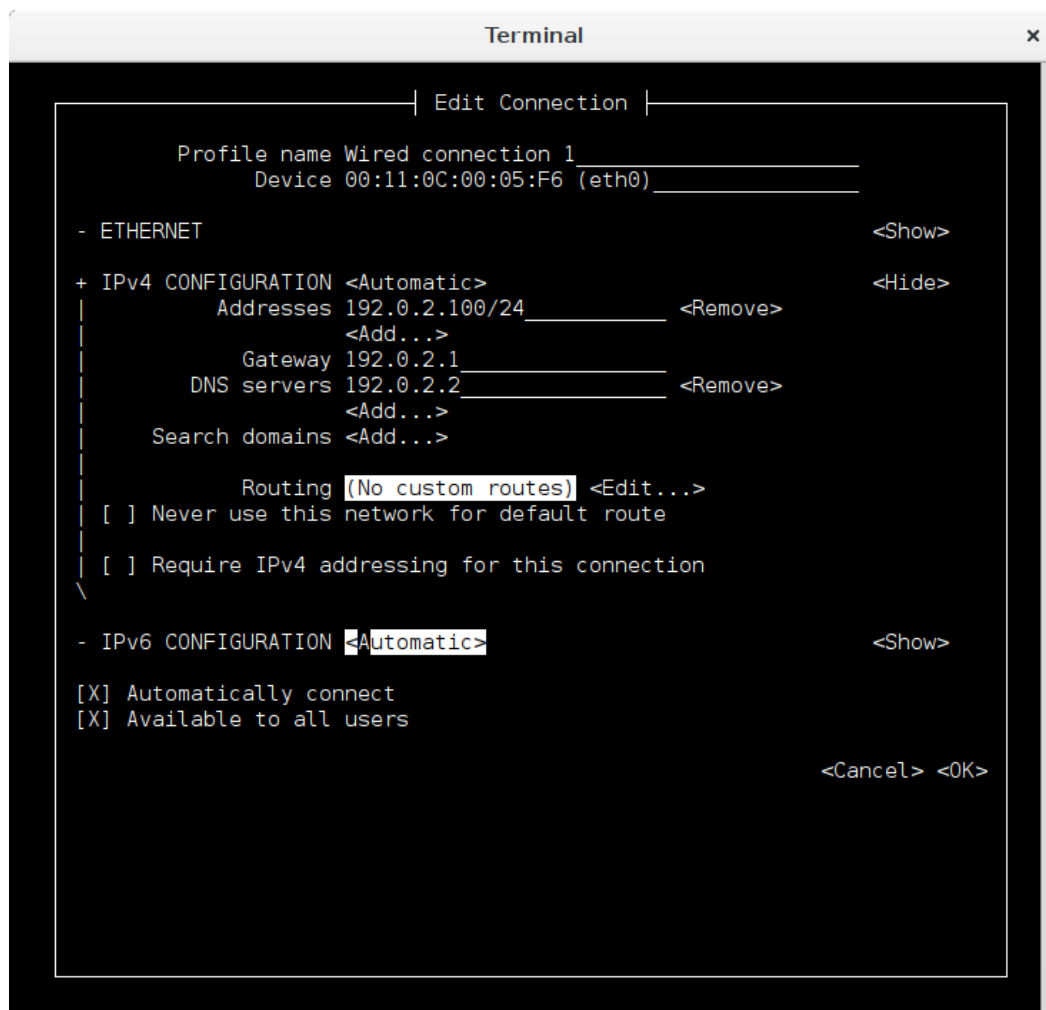 Terminal ×
Edit Connection
Profile name Wired connection 1
Device 00:11:0C:00:05:F6 (eth0)
- ETHERNET <Show>
+ IPv4 CONFIGURATION <Automatic> <Hide>
| Addresses 192.0.2.100/24 <Remove>
| <Add...>
| Gateway 192.0.2.1
| DNS servers 192.0.2.2 <Remove>
| <Add...>
| Search domains <Add...>
|
| Routing (No custom routes) <Edit...>
| [ ] Never use this network for default route
|
| [ ] Require IPv4 addressing for this connection
\
- IPv6 CONFIGURATION <Automatic> <Show>
[X] Automatically connect
[X] Available to all users
<Cancel> <OK>